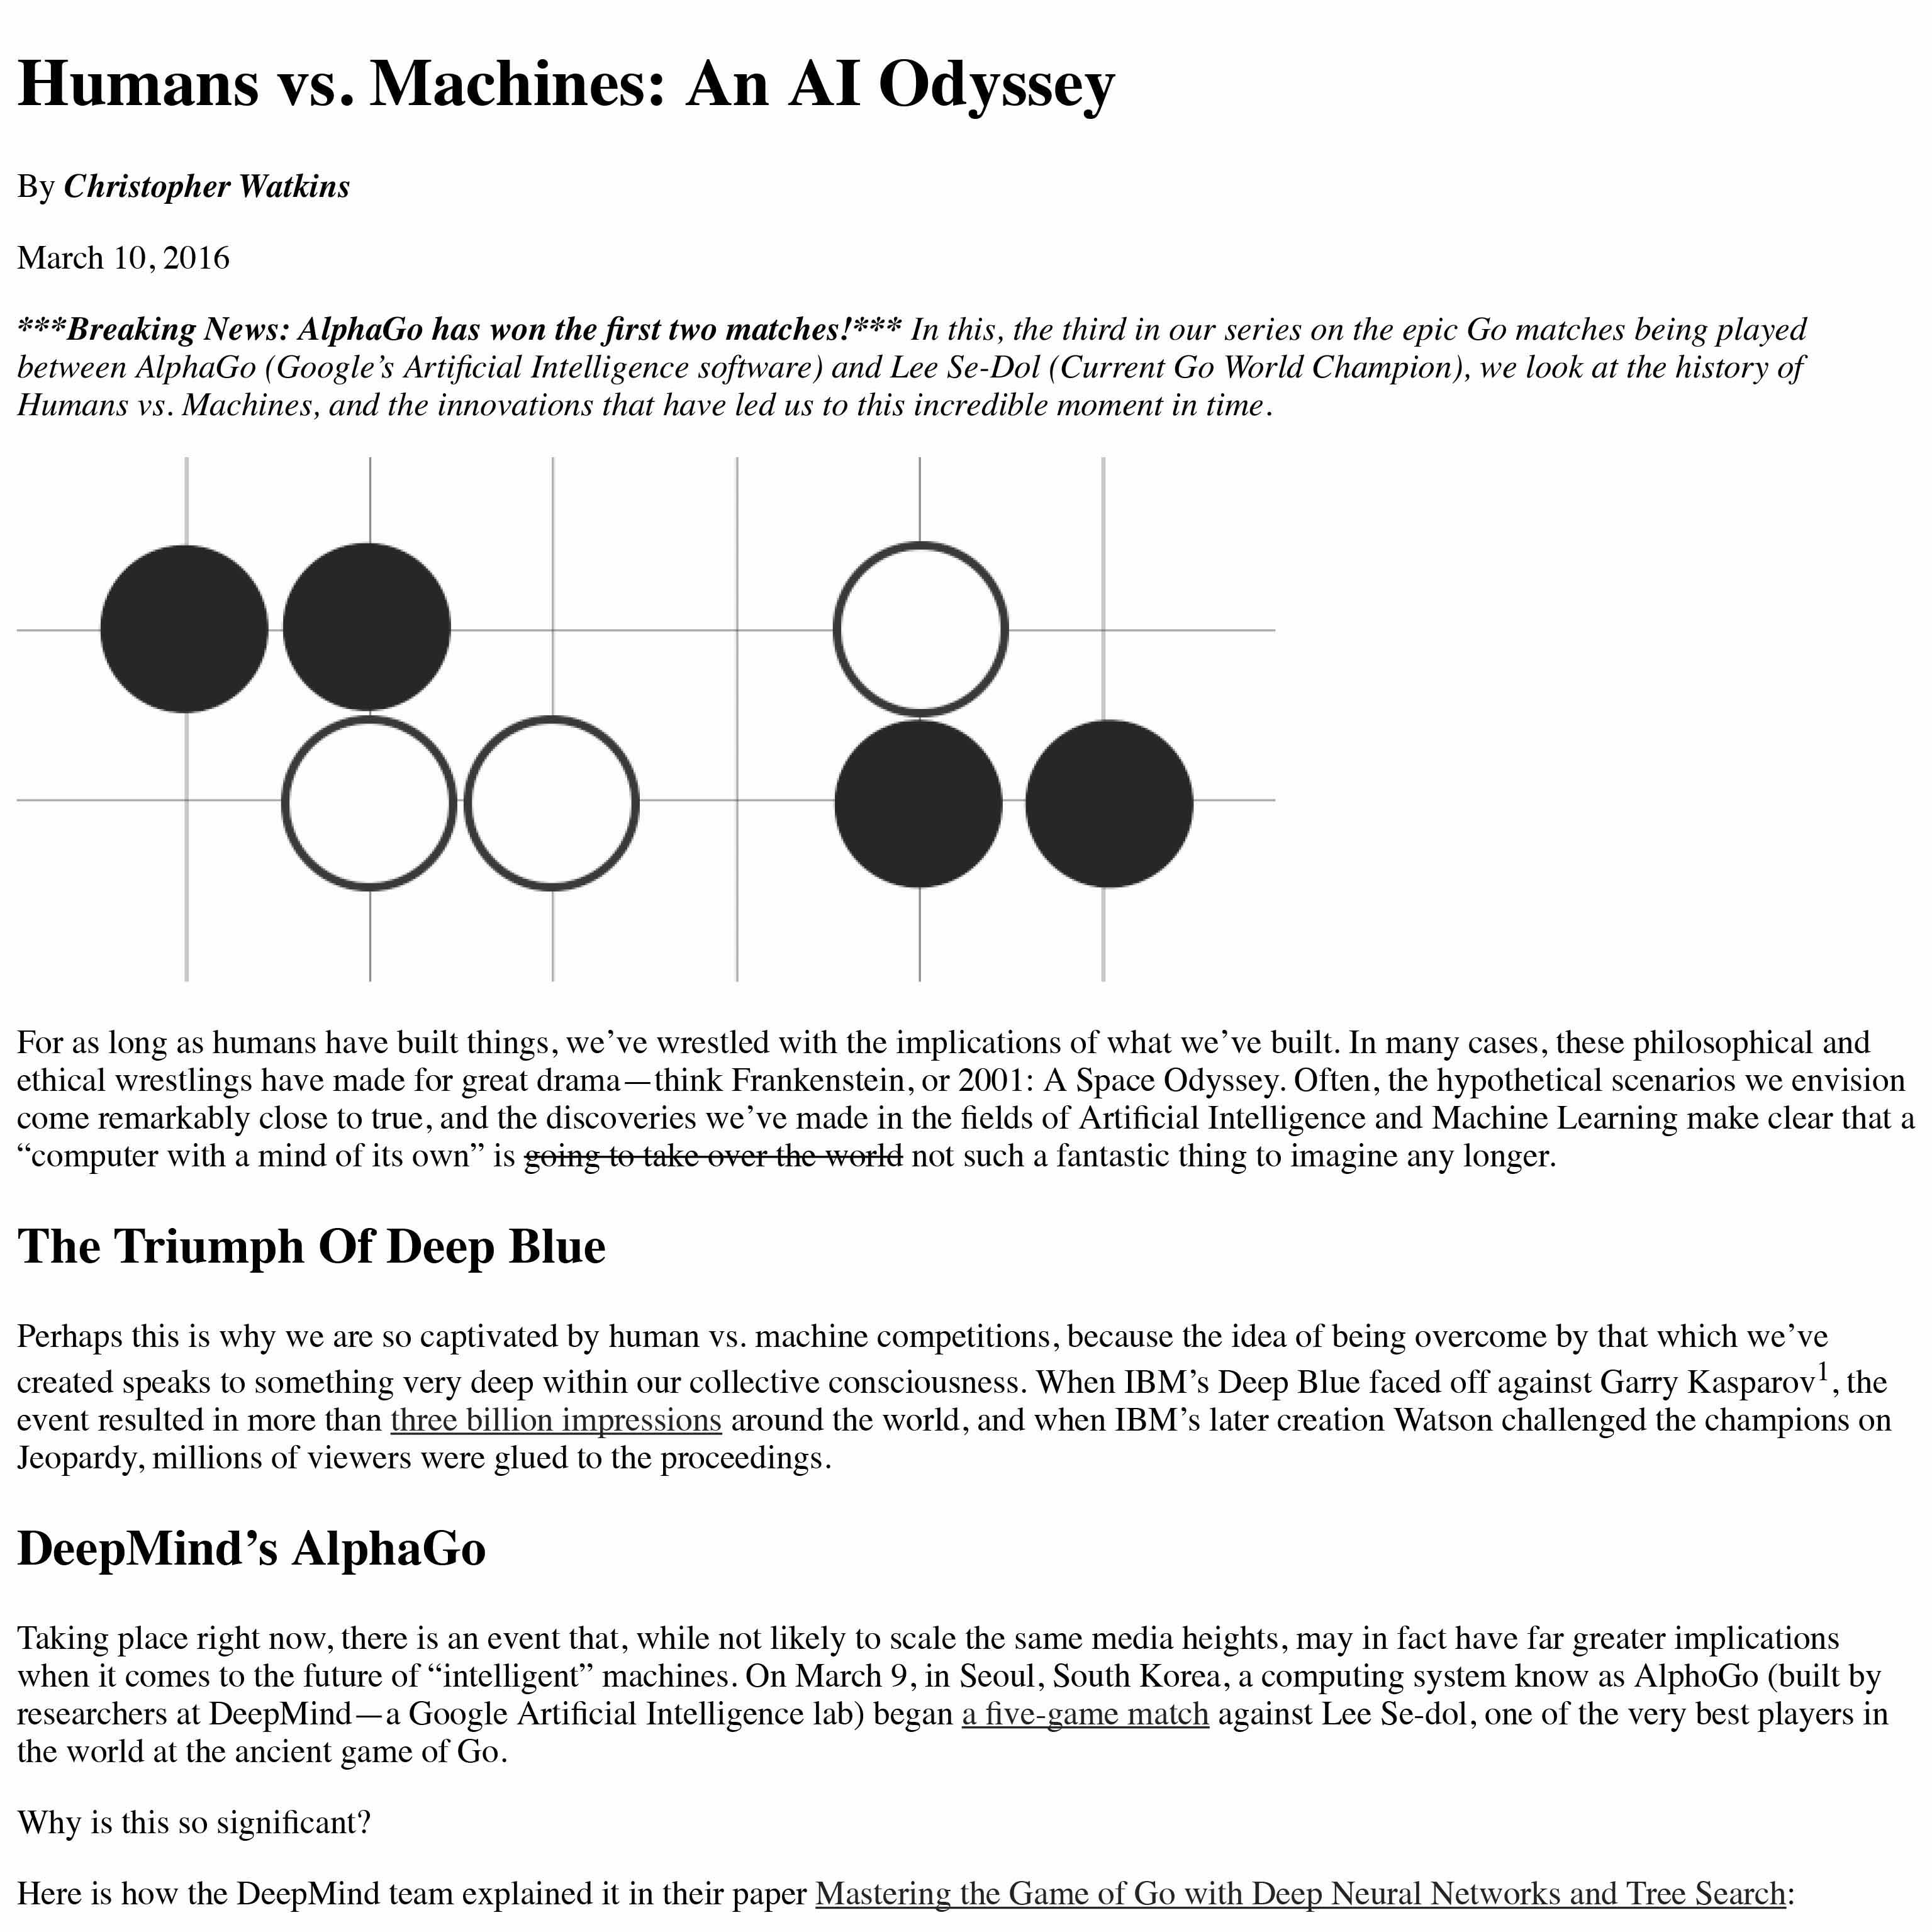 Humans vs. Machines: An AI Odyssey
By Christopher Watkins
March 10, 2016
***Breaking News: AlphaGo has won the first two matches!*** In this, the third in our series on the epic Go matches being played
between AlphaGo (Google’s Artificial Intelligence software) and Lee Se-Dol (Current Go World Champion), we look at the history of
Humans vs. Machines, and the innovations that have led us to this incredible moment in time.
For as long as humans have built things, we’ve wrestled with the implications of what we’ve built. In many cases, these philosophical and
ethical wrestlings have made for great drama—think Frankenstein, or 2001: A Space Odyssey. Often, the hypothetical scenarios we envision
come remarkably close to true, and the discoveries we’ve made in the fields of Artificial Intelligence and Machine Learning make clear that a
“computer with a mind of its own” is going to take over the world not such a fantastic thing to imagine any longer.
The Triumph Of Deep Blue
Perhaps this is why we are so captivated by human vs. machine competitions, because the idea of being overcome by that which we’ve
created speaks to something very deep within our collective consciousness. When IBM’s Deep Blue faced off against Garry Kasparov1, the
event resulted in more than three billion impressions around the world, and when IBM’s later creation Watson challenged the champions on
Jeopardy, millions of viewers were glued to the proceedings.
DeepMind’s AlphaGo
Taking place right now, there is an event that, while not likely to scale the same media heights, may in fact have far greater implications
when it comes to the future of “intelligent” machines. On March 9, in Seoul, South Korea, a computing system know as AlphoGo (built by
researchers at DeepMind—a Google Artificial Intelligence lab) began a five-game match against Lee Se-dol, one of the very best players in
the world at the ancient game of Go.
Why is this so significant?
Here is how the DeepMind team explained it in their paper Mastering the Game of Go with Deep Neural Networks and Tree Search: